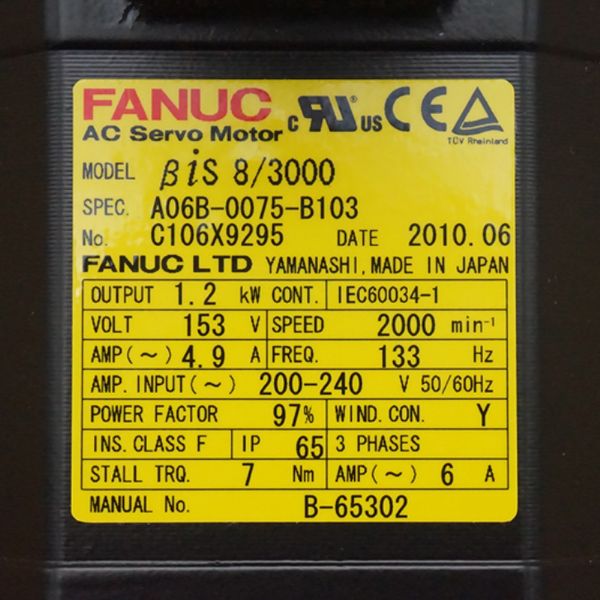 FANUC
AC Servo Motor c RU US CE TÜV Rheinland
MODEL βiS 8/3000
SPEC. A06B-0075-B103
No. C106X9295 DATE 2010.06
FANUC LTD YAMANASHI, MADE IN JAPAN
OUTPUT 1.2 kW CONT. IEC60034-1
VOLT 153 V SPEED 2000 min⁻¹
AMP(～) 4.9 A FREQ. 133 Hz
AMP. INPUT(～) 200-240 V 50/60Hz
POWER FACTOR 97% WIND. CON. Y
INS. CLASS F IP 65 3 PHASES
STALL TRQ. 7 Nm AMP(～) 6 A
MANUAL No. B-65302